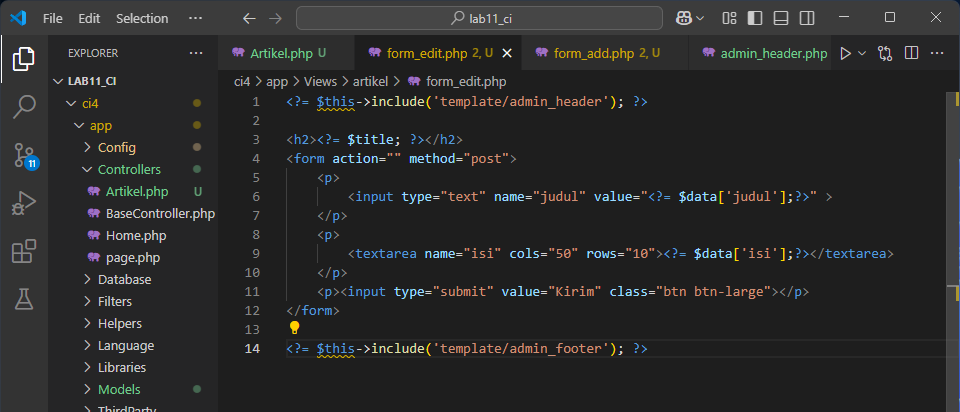 File Edit Selection ··· lab11_ci
EXPLORER ···
Artikel.php U form_edit.php 2, U form_add.php 2, U admin_header.php ···
LAB11_CI
ci4 > app > Views > artikel > form_edit.php
ci4
app
Config
Controllers
Artikel.php U
BaseController.php
Home.php
page.php
Database
Filters
Helpers
Language
Libraries
Models
ThirdParty
11
1 <?= $this->include('template/admin_header'); ?>
2
3 <h2><?= $title; ?></h2>
4 <form action="" method="post">
5 <p>
6 <input type="text" name="judul" value="<?= $data['judul'];?>" >
7 </p>
8 <p>
9 <textarea name="isi" cols="50" rows="10"><?= $data['isi'];?></textarea>
10 </p>
11 <p><input type="submit" value="Kirim" class="btn btn-large"></p>
12 </form>
13
14 <?= $this->include('template/admin_footer'); ?>